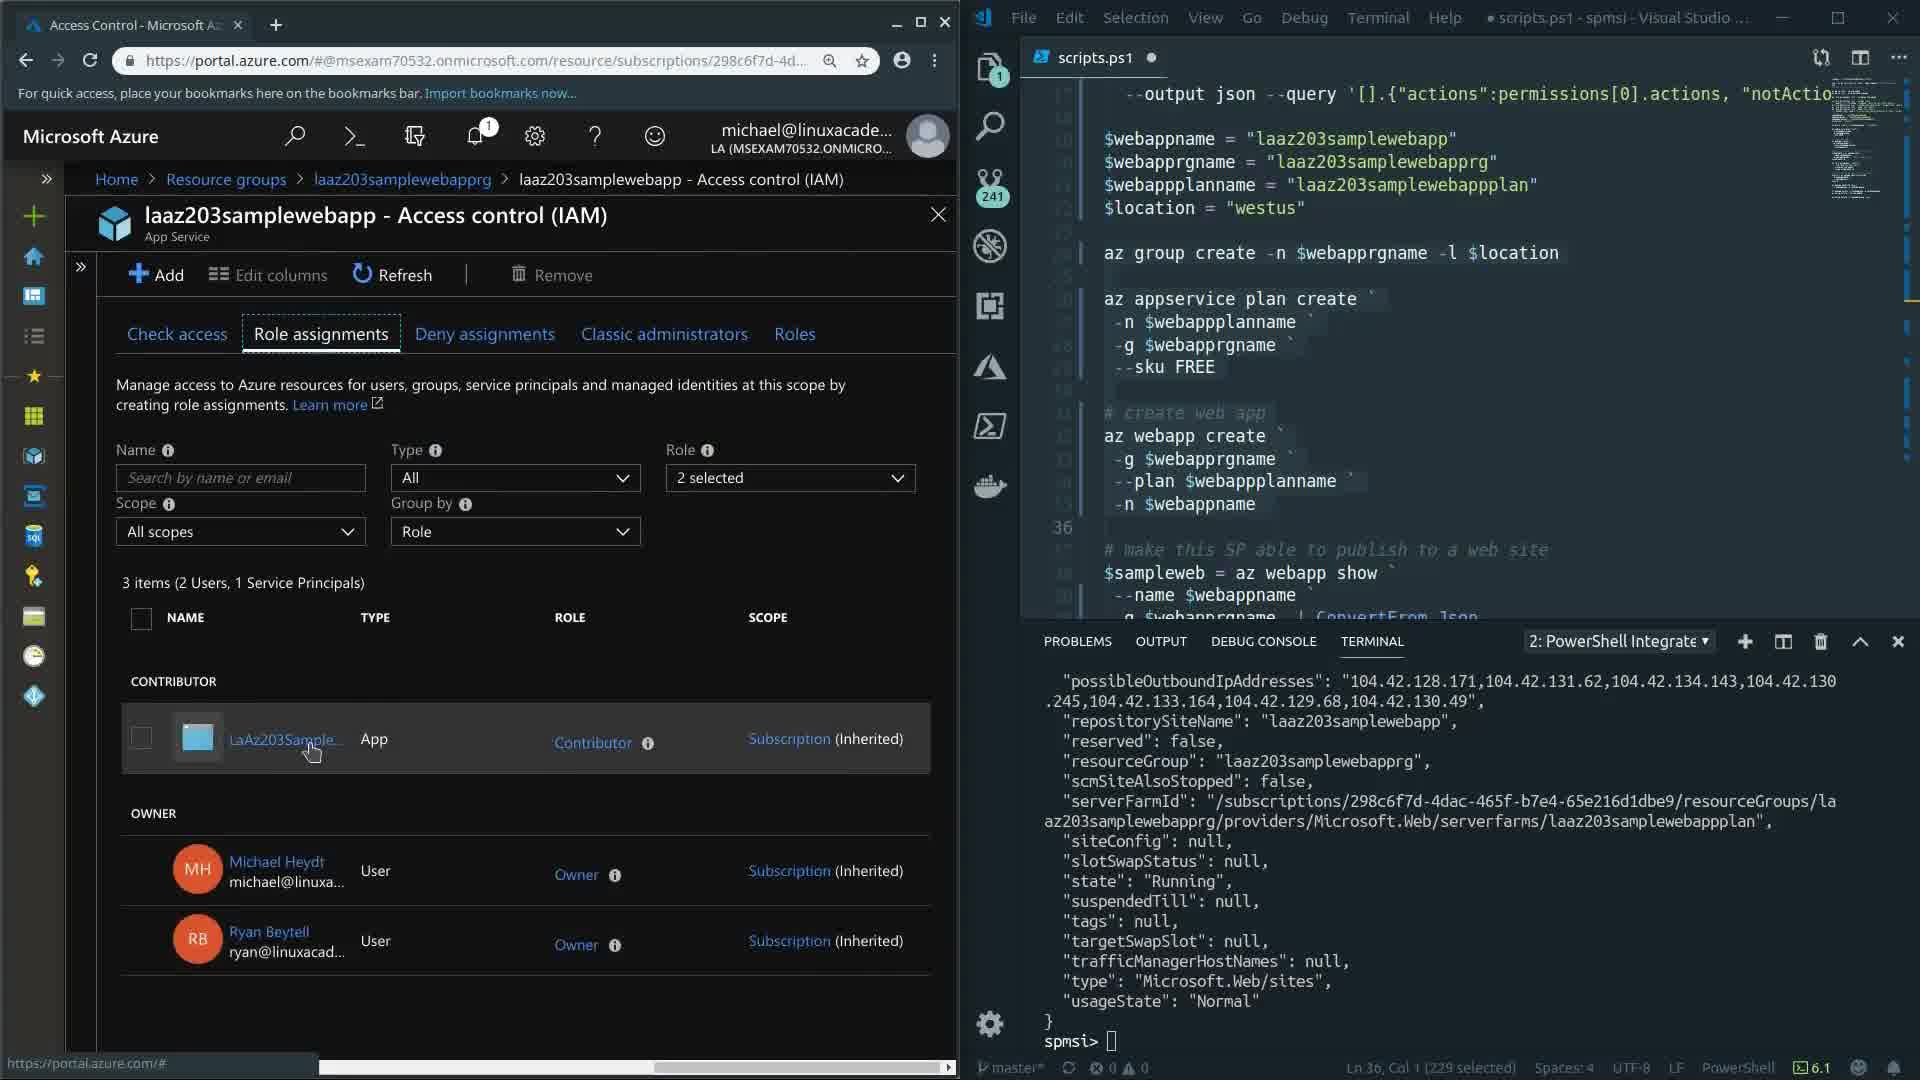 Access Control - Microsoft Az
https://portal.azure.com/#@msexam70532.onmicrosoft.com/resource/subscriptions/298c6f7d-4d...
For quick access, place your bookmarks here on the bookmarks bar. Import bookmarks now...
Microsoft Azure
1
michael@linuxacade...
LA (MSEXAM70532.ONMICRO...
Home > Resource groups > laaz203samplewebapprg > laaz203samplewebapp - Access control (IAM)
laaz203samplewebapp - Access control (IAM)
App Service
Add
Edit columns
Refresh
Remove
Check access
Role assignments
Deny assignments
Classic administrators
Roles
Manage access to Azure resources for users, groups, service principals and managed identities at this scope by
creating role assignments. Learn more
Name
Type
Role
Search by name or email
All
2 selected
Scope
Group by
All scopes
Role
3 items (2 Users, 1 Service Principals)
NAME TYPE ROLE SCOPE
CONTRIBUTOR
LaAz203Sample... App Contributor Subscription (Inherited)
OWNER
MH Michael Heydt
michael@linuxa... User Owner Subscription (Inherited)
RB Ryan Beytell
ryan@linuxacad... User Owner Subscription (Inherited)
SQL
https://portal.azure.com/#
File Edit Selection View Go Debug Terminal Help ● scripts.ps1 - spmsi - Visual Studio ...
scripts.ps1
1
241
--output json --query '[].{"actions":permissions[0].actions, "notActio
$webappname = "laaz203samplewebapp"
$webapprgname = "laaz203samplewebapprg"
$webappplanname = "laaz203samplewebappplan"
$location = "westus"
az group create -n $webapprgname -l $location
az appservice plan create `
-n $webappplanname `
-g $webapprgname `
--sku FREE
# create web app
az webapp create `
-g $webapprgname `
--plan $webappplanname `
-n $webappname
36
# make this SP able to publish to a web site
$sampleweb = az webapp show `
--name $webappname `
-g $webapprgname | ConvertFrom-Json
PROBLEMS OUTPUT DEBUG CONSOLE TERMINAL
2: PowerShell Integrate
"possibleOutboundIpAddresses": "104.42.128.171,104.42.131.62,104.42.134.143,104.42.130
.245,104.42.133.164,104.42.129.68,104.42.130.49",
"repositorySiteName": "laaz203samplewebapp",
"reserved": false,
"resourceGroup": "laaz203samplewebapprg",
"scmSiteAlsoStopped": false,
"serverFarmId": "/subscriptions/298c6f7d-4dac-465f-b7e4-65e216d1dbe9/resourceGroups/la
az203samplewebapprg/providers/Microsoft.Web/serverfarms/laaz203samplewebappplan",
"siteConfig": null,
"slotSwapStatus": null,
"state": "Running",
"suspendedTill": null,
"tags": null,
"targetSwapSlot": null,
"trafficManagerHostNames": null,
"type": "Microsoft.Web/sites",
"usageState": "Normal"
}
spmsi>
master* 0 0 Ln 36, Col 1 (229 selected) Spaces: 4 UTF-8 LF PowerShell 6.1